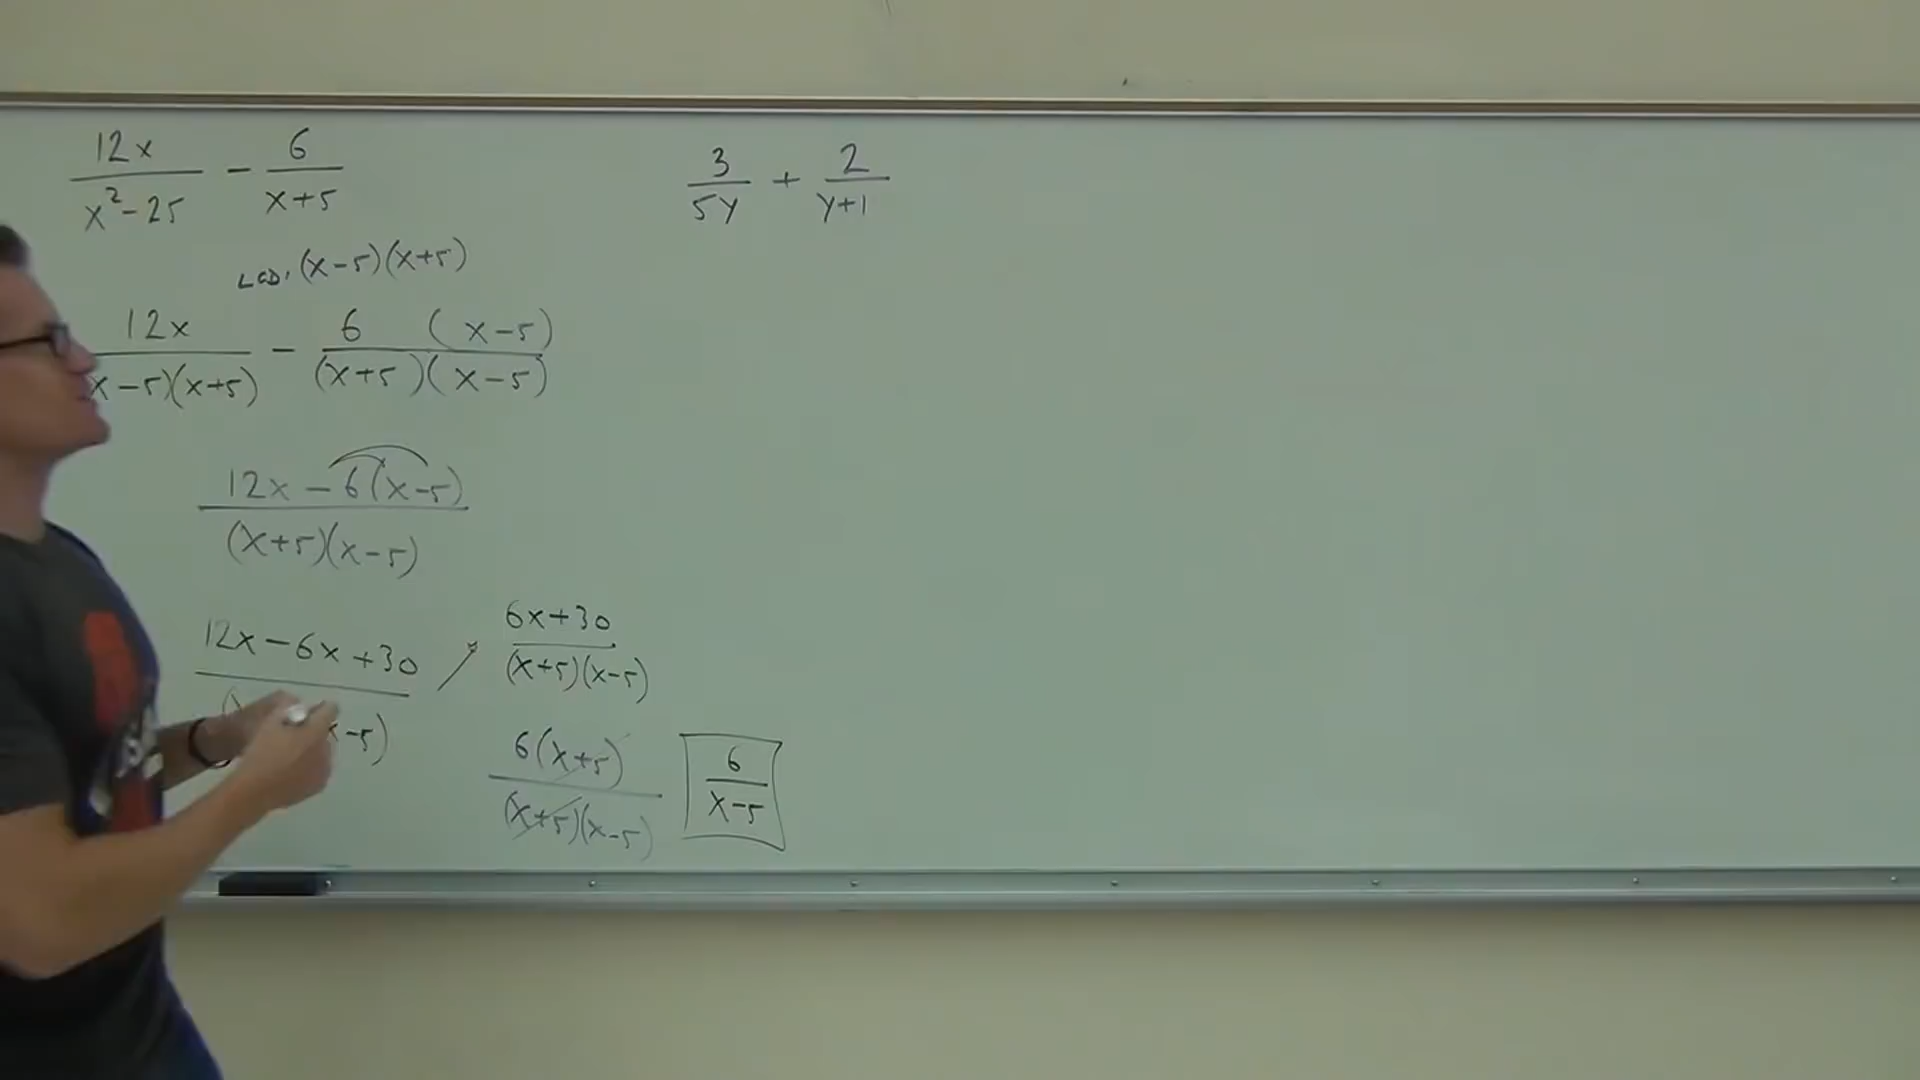 12x / x²-25 - 6 / x+5
LCD: (x-5)(x+5)
12x / x-5)(x+5) - 6 (x-5) / (x+5)(x-5)
12x - 6(x-5) / (x+5)(x-5)
12x - 6x + 30 / x-5)
6x+30 / (x+5)(x-5)
6(x+5) / (x+5)(x-5)
6 / x-5
3 / 5y + 2 / y+1